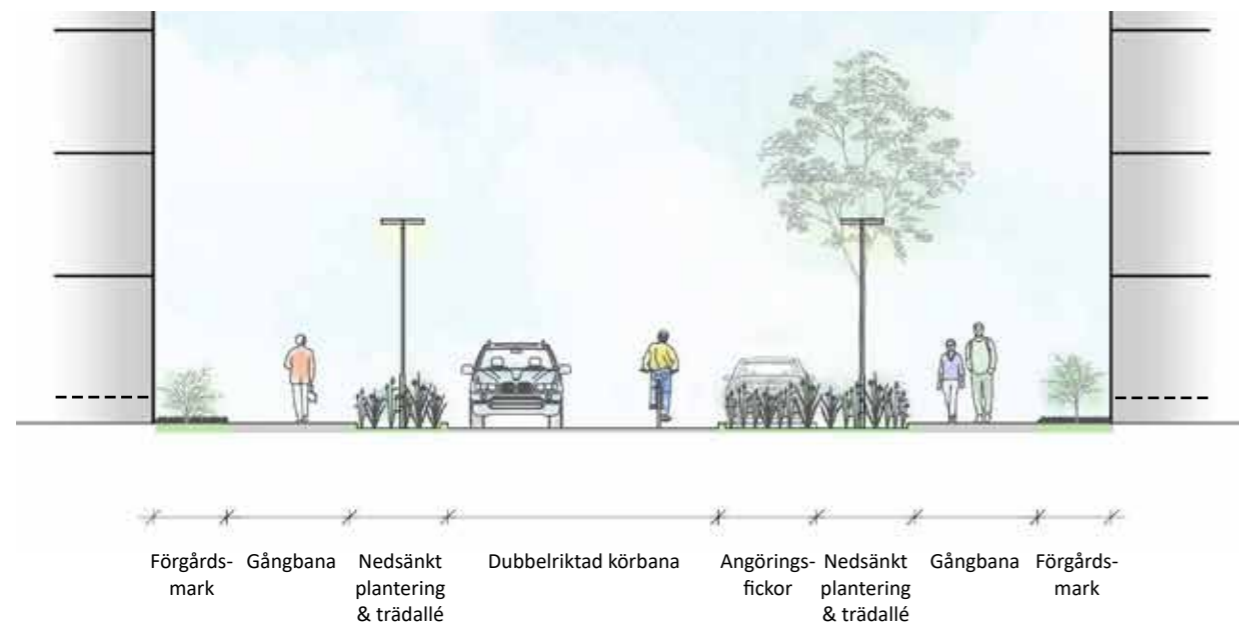 Förgårds-
mark
Gångbana
Nedsänkt
plantering
& trädallé
Dubbelriktad körbana
Angörings-
fickor
Nedsänkt
plantering
& trädallé
Gångbana
Förgårds-
mark